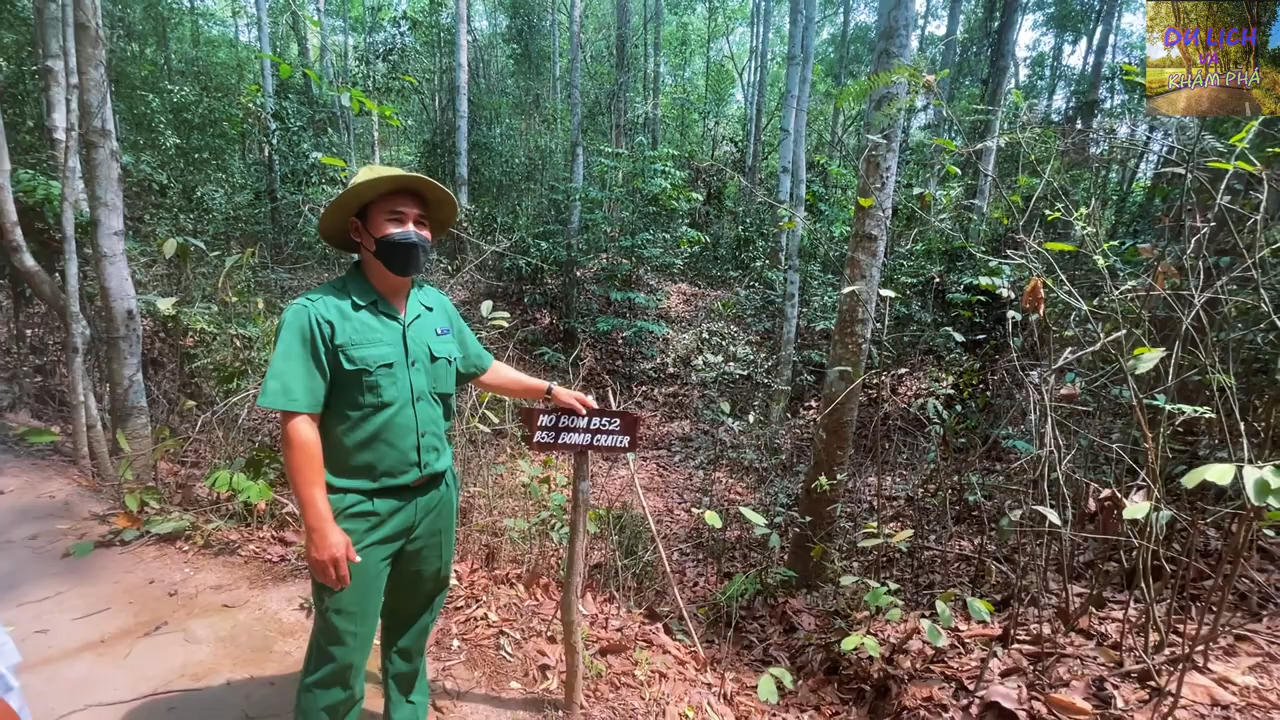 DU LỊCH
VÀ
KHÁM PHÁ
HỐ BOM B52
B52 BOMB CRATER